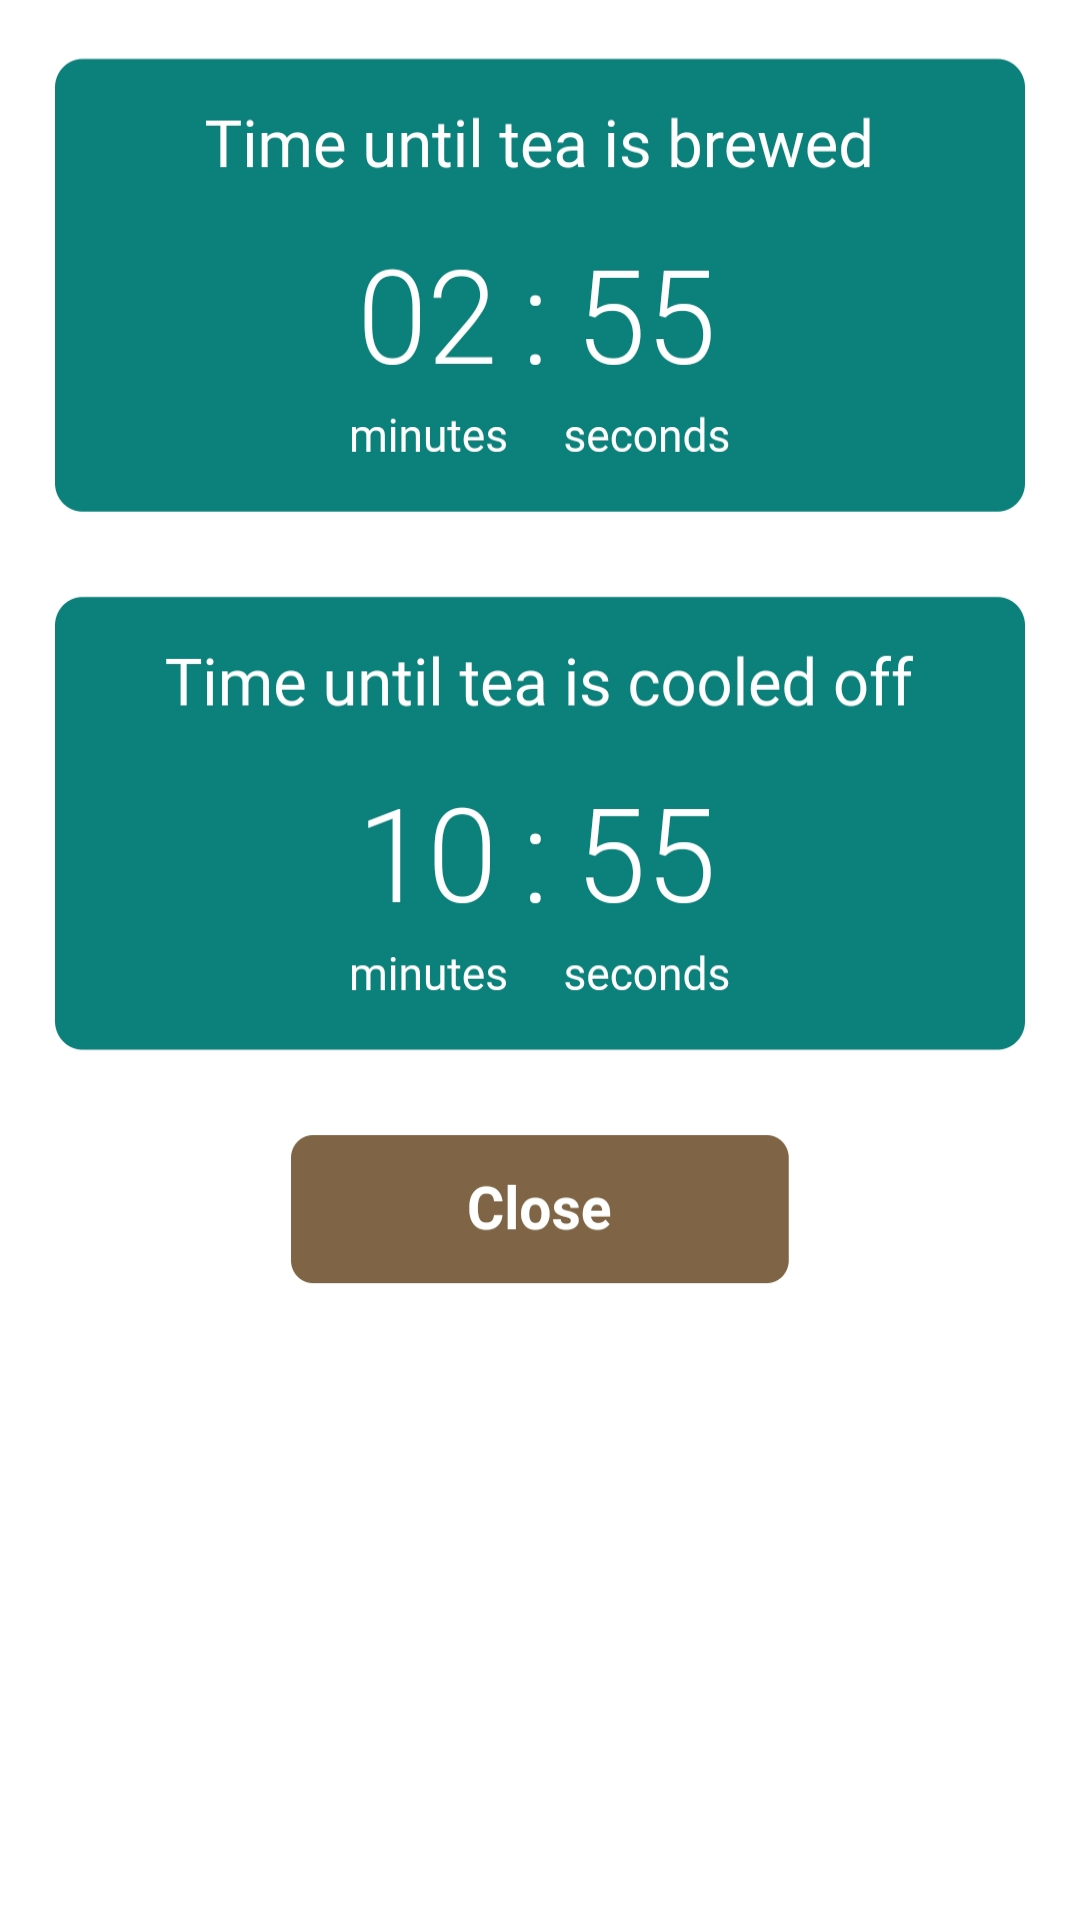 Time until tea is brewed
02 : 55
minutes seconds
Time until tea is cooled off
10 : 55
minutes seconds
Close